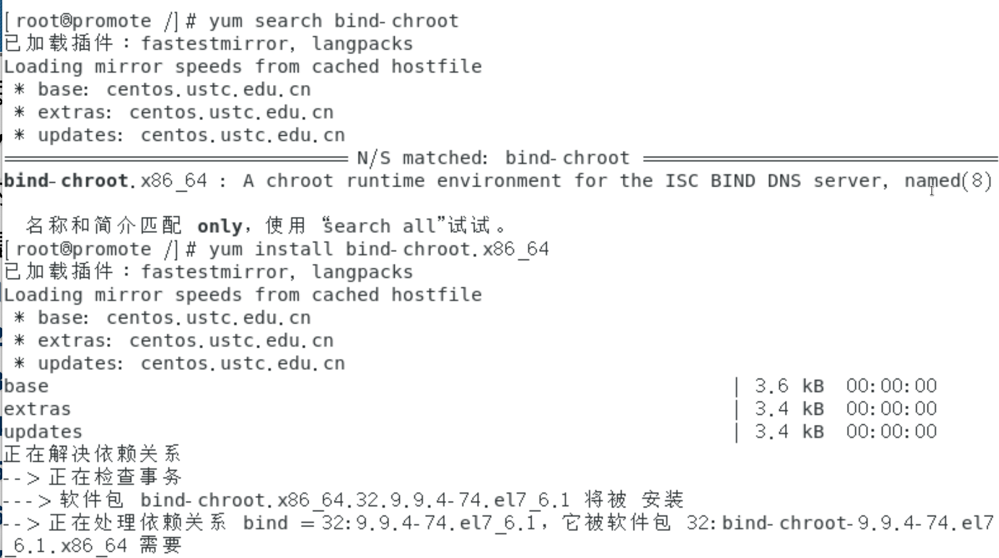 [root@promote /]# yum search bind-chroot
已加载插件：fastestmirror, langpacks
Loading mirror speeds from cached hostfile
 * base: centos.ustc.edu.cn
 * extras: centos.ustc.edu.cn
 * updates: centos.ustc.edu.cn
============================== N/S matched: bind-chroot ===============================
bind-chroot.x86_64 : A chroot runtime environment for the ISC BIND DNS server, named(8)
  名称和简介匹配 only，使用 “search all”试试。
[root@promote /]# yum install bind-chroot.x86_64
已加载插件：fastestmirror, langpacks
Loading mirror speeds from cached hostfile
 * base: centos.ustc.edu.cn
 * extras: centos.ustc.edu.cn
 * updates: centos.ustc.edu.cn
base | 3.6 kB 00:00:00
extras | 3.4 kB 00:00:00
updates | 3.4 kB 00:00:00
正在解决依赖关系
--> 正在检查事务
---> 软件包 bind-chroot.x86_64.32.9.9.4-74.el7_6.1 将被 安装
--> 正在处理依赖关系 bind = 32:9.9.4-74.el7_6.1，它被软件包 32:bind-chroot-9.9.4-74.el7
_6.1.x86_64 需要